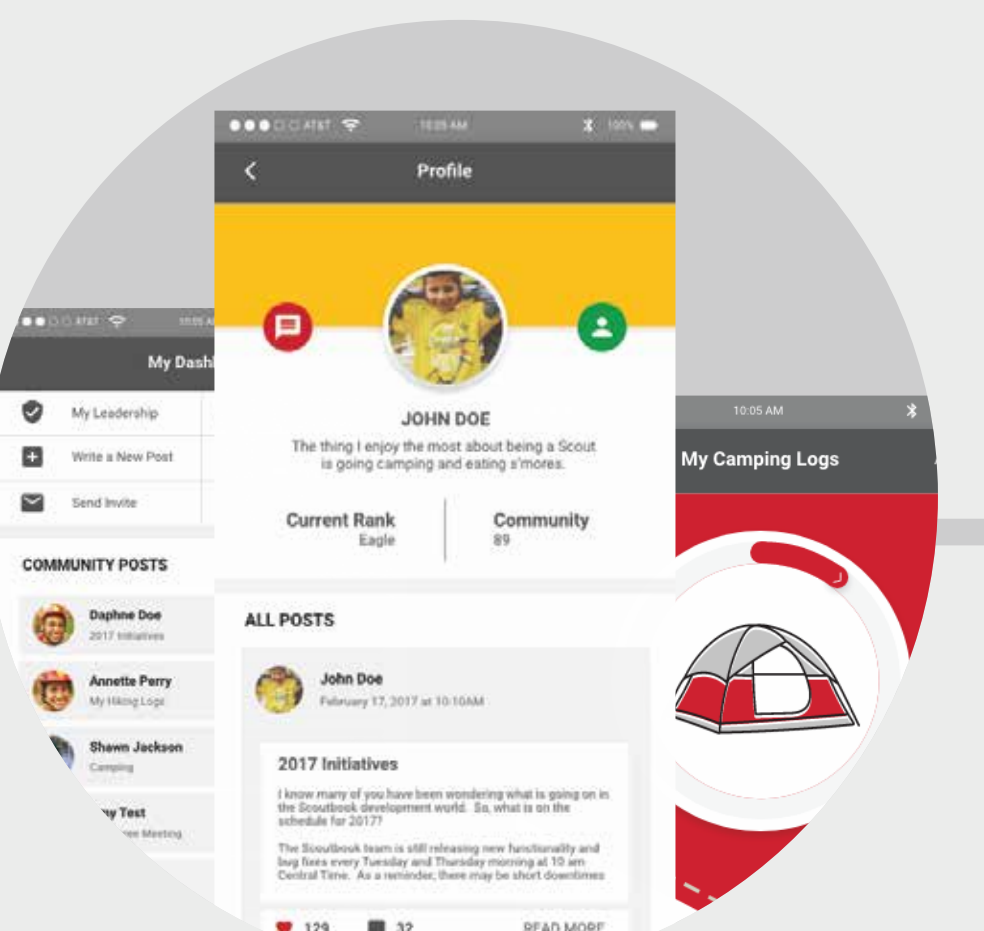 AT&T 10:05 AM 100%
Profile
JOHN DOE
The thing I enjoy the most about being a Scout
is going camping and eating s'mores.
Current Rank
Eagle
Community
89
ALL POSTS
John Doe
February 17, 2017 at 10:10AM
2017 Initiatives
I know many of you have been wondering what is going on in
the Scoutbook development world. So, what is on the
schedule for 2017?
The Scoutbook team is still releasing new functionality and
bug fixes every Tuesday and Thursday morning at 10 am
Central Time. As a reminder, there may be short downtimes
129 32 READ MORE
AT&T 10:05 A
My Dash
My Leadership
Write a New Post
Send Invite
COMMUNITY POSTS
Daphne Doe
2017 Initiatives
Annette Perry
My Hiking Logs
Shawn Jackson
Camping
Test
Meeting
10:05 AM
My Camping Logs